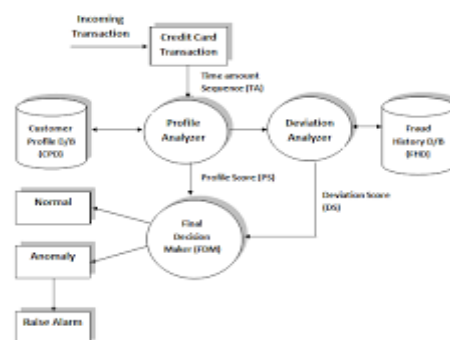 Incoming
Transaction
Credit Card
Transaction
Time amount
Sequence (TA)
Customer
Profile D/B
(CPD)
Profile
Analyzer
Deviation
Analyzer
Fraud
History D/B
(FHD)
Profile Score (PS)
Deviation Score
(DS)
Normal
Final
Decision
Maker (FDM)
Anomaly
Raise Alarm